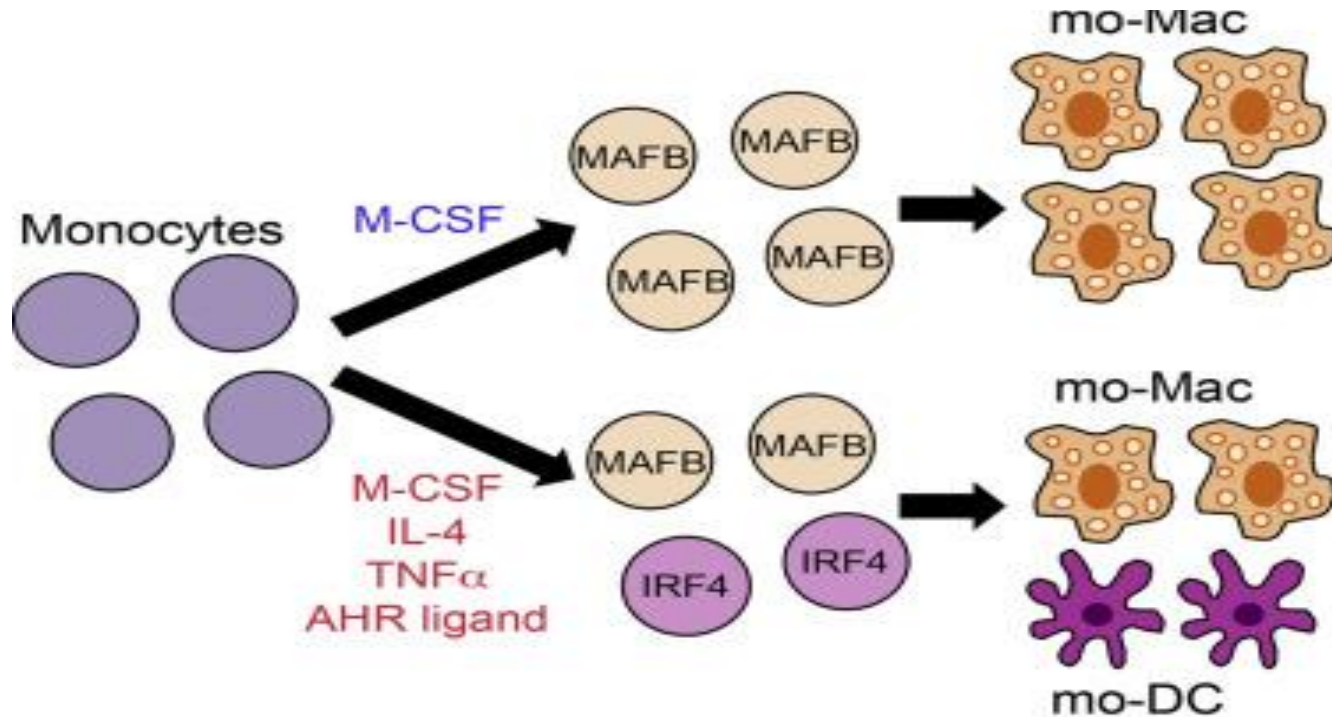 mo-Mac
MAFB
MAFB
MAFB
MAFB
Monocytes
M-CSF
mo-Mac
M-CSF
IL-4
TNFα
AHR ligand
MAFB
MAFB
IRF4
IRF4
mo-DC